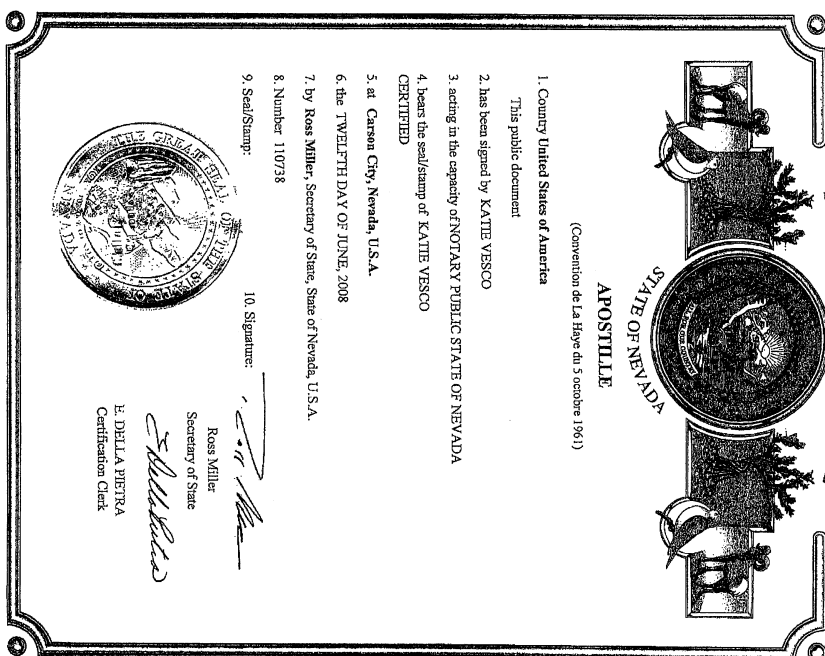 STATE OF NEVADA
APOSTILLE
(Convention de La Haye du 5 octobre 1961)
1. Country United States of America
This public document
2. has been signed by KATIE VESCO
3. acting in the capacity of NOTARY PUBLIC STATE OF NEVADA
4. bears the seal/stamp of KATIE VESCO
CERTIFIED
5. at Carson City, Nevada, U.S.A.
6. the TWELFTH DAY OF JUNE, 2008
7. by Ross Miller, Secretary of State, State of Nevada, U.S.A.
8. Number 110738
9. Seal/Stamp:
10. Signature:
THE GREAT SEAL OF THE STATE OF NEVADA
Ross Miller
Secretary of State
E. DELLA PIETRA
Certification Clerk